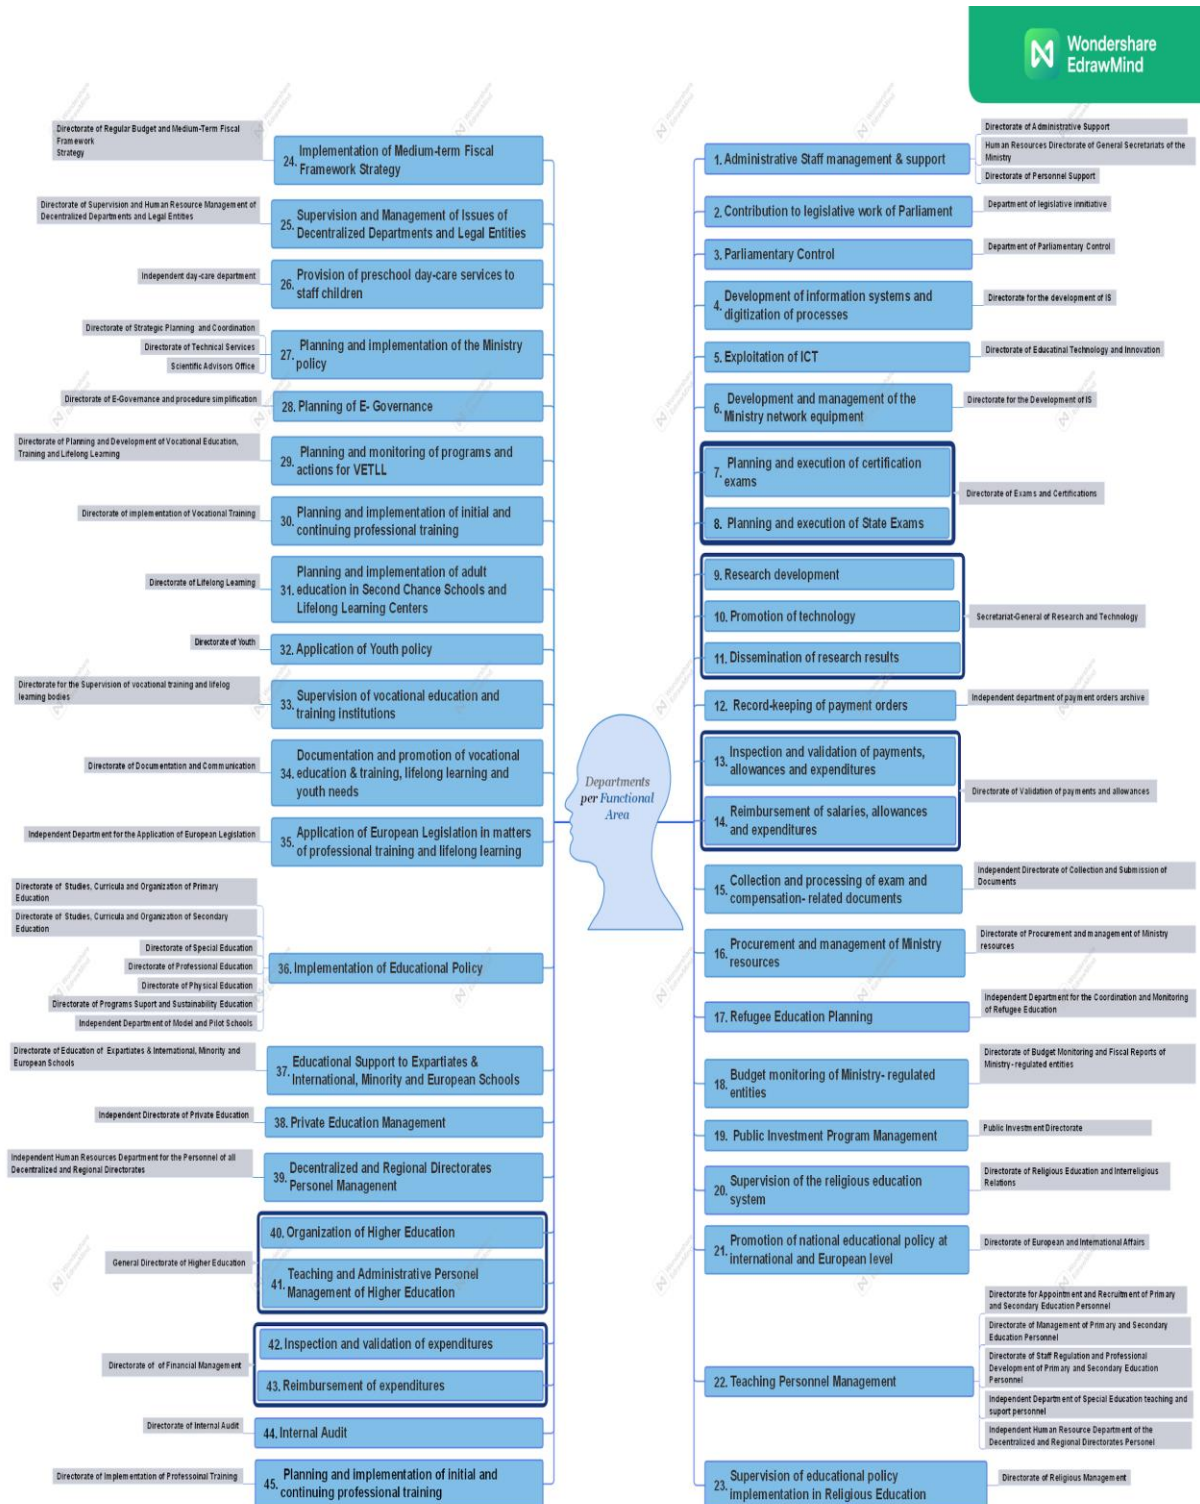 Wondershare
EdrawMind
Departments
per Functional
Area
1. Administrative Staff management & support
Directorate of Administrative Support
Human Resources Directorate of General Secretariats of the
Ministry
Directorate of Personnel Support
2. Contribution to legislative work of Parliament
Department of legislative innitiative
3. Parliamentary Control
Department of Parliamentary Control
4. Development of information systems and
digitization of processes
Directorate for the development of IS
5. Exploitation of ICT
Directorate of Educatinal Technology and Innovation
6. Development and management of the
Ministry network equipment
Directorate for the Development of IS
7. Planning and execution of certification
exams
8. Planning and execution of State Exams
Directorate of Exams and Certifications
9. Research development
10. Promotion of technology
11. Dissemination of research results
Secretariat-General of Research and Technology
12. Record-keeping of payment orders
Independent department of payment orders archive
13. Inspection and validation of payments,
allowances and expenditures
14. Reimbursement of salaries, allowances
and expenditures
Directorate of Validation of payments and allowances
15. Collection and processing of exam and
compensation- related documents
Independent Directorate of Collection and Submission of
Documents
16. Procurement and management of Ministry
resources
Directorate of Procurement and management of Ministry
resources
17. Refugee Education Planning
Independent Department for the Coordination and Monitoring
of Refugee Education
18. Budget monitoring of Ministry- regulated
entities
Directorate of Budget Monitoring and Fiscal Reports of
Ministry- regulated entities
19. Public Investment Program Management
Public Investment Directorate
20. Supervision of the religious education
system
Directorate of Religious Education and Interreligious
Relations
21. Promotion of national educational policy at
international and European level
Directorate of European and International Affairs
22. Teaching Personnel Management
Directorate for Appointment and Recruitment of Primary
and Secondary Education Personnel
Directorate of Management of Primary and Secondary
Education Personnel
Directorate of Staff Regulation and Professional
Development of Primary and Secondary Education
Personnel
Independent Department of Special Education teaching and
suport personnel
Independent Human Resource Department of the
Decentralized and Regional Directorates Personel
23. Supervision of educational policy
implementation in Religious Education
Directorate of Religious Management
24. Implementation of Medium-term Fiscal
Framework Strategy
Directorate of Regular Budget and Medium-Term Fiscal
Framework
Strategy
25. Supervision and Management of Issues of
Decentralized Departments and Legal Entities
Directorate of Supervision and Human Resource Management of
Decentralized Departments and Legal Entities
26. Provision of preschool day-care services to
staff children
Independent day-care department
27. Planning and implementation of the Ministry
policy
Directorate of Strategic Planning and Coordination
Directorate of Technical Services
Scientific Advisors Office
28. Planning of E- Governance
Directorate of E-Governance and procedure simplification
29. Planning and monitoring of programs and
actions for VETLL
Directorate of Planning and Development of Vocational Education,
Training and Lifelong Learning
30. Planning and implementation of initial and
continuing professional training
Directorate of implementation of Vocational Training
31. Planning and implementation of adult
education in Second Chance Schools and
Lifelong Learning Centers
Directorate of Lifelong Learning
32. Application of Youth policy
Directorate of Youth
33. Supervision of vocational education and
training institutions
Directorate for the Supervision of vocational training and lifelog
learning bodies
34. Documentation and promotion of vocational
education & training, lifelong learning and
youth needs
Directorate of Documentation and Communication
35. Application of European Legislation in matters
of professional training and lifelong learning
Independent Department for the Application of European Legislation
36. Implementation of Educational Policy
Directorate of Studies, Curricula and Organization of Primary
Education
Directorate of Studies, Curricula and Organization of Secondary
Education
Directorate of Special Education
Directorate of Professional Education
Directorate of Physical Education
Directorate of Programs Suport and Sustainability Education
Independent Department of Model and Pilot Schools
37. Educational Support to Expartiates &
International, Minority and European Schools
Directorate of Education of Expartiates & International, Minority and
European Schools
38. Private Education Management
Independent Directorate of Private Education
39. Decentralized and Regional Directorates
Personel Managenent
Independent Human Resources Department for the Personnel of all
Decentralized and Regional Directorates
40. Organization of Higher Education
41. Teaching and Administrative Personel
Management of Higher Education
General Directorate of Higher Education
42. Inspection and validation of expenditures
43. Reimbursement of expenditures
Directorate of of Financial Management
44. Internal Audit
Directorate of Internal Audit
45. Planning and implementation of initial and
continuing professional training
Directorate of Implementation of Professoinal Training